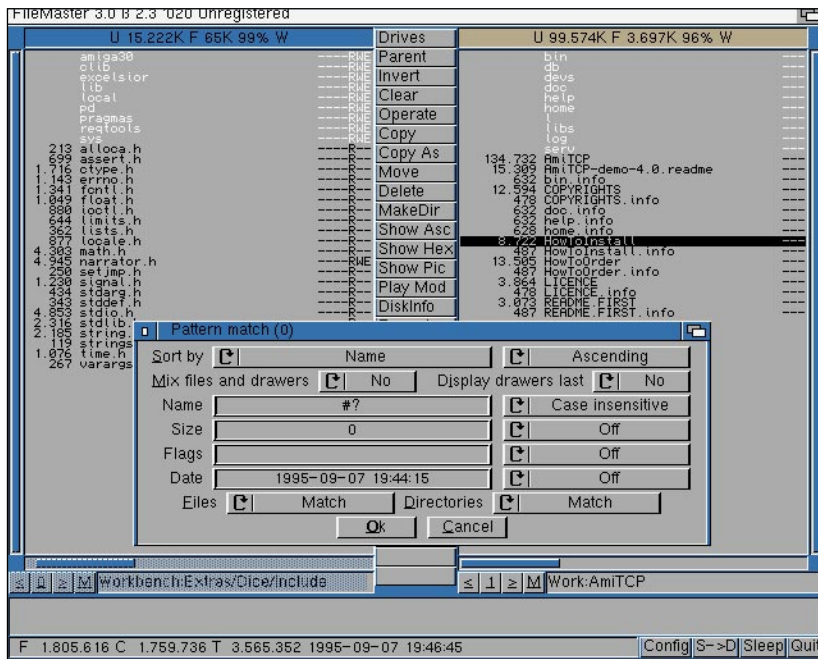 FileMaster 3.0 ß 2.3 '020 Unregistered
U 15.222K F 65K 99% W
amiga30 ----RWE
clib ----RWE
excelsior ----RWE
lib ----RWE
local ----RWE
pd ----RWE
pragmas ----RWE
reqtools ----RWE
sys ----RWE
213 alloca.h ----R--
699 assert.h ----R--
1.716 ctype.h ----R--
1.143 errno.h ----R--
1.341 fcntl.h ----R--
1.049 float.h ----R--
880 ioctl.h ----R--
644 limits.h ----R--
362 lists.h ----R--
877 locale.h ----R--
4.303 math.h ----R--
4.945 narrator.h ----RWE
250 setjmp.h ----R--
1.230 signal.h ----R--
434 stdarg.h ----R--
343 stddef.h ----R--
4.853 stdio.h ----R--
2.316 stdlib.h
2.185 string.
119 strings
1.076 time.h
267 varargs
Drives
Parent
Invert
Clear
Operate
Copy
Copy As
Move
Delete
MakeDir
Show Asc
Show Hex
Show Pic
Play Mod
DiskInfo
U 99.574K F 3.697K 96% W
bin ---
db ---
devs ---
doc ---
help ---
home ---
l ---
libs ---
log ---
serv ---
134.732 AmiTCP ---
15.309 AmiTCP-demo-4.0.readme ---
632 bin.info ---
12.594 COPYRIGHTS ---
478 COPYRIGHTS.info ---
632 doc.info ---
632 help.info ---
628 home.info ---
8.722 HowToInstall ---
487 HowToInstall.info ---
13.505 HowToOrder ---
487 HowToOrder.info ---
3.864 LICENCE ---
478 LICENCE.info ---
3.073 README.FIRST ---
487 README.FIRST.info ---
Pattern match (0)
Sort by Name Ascending
Mix files and drawers No Display drawers last No
Name #? Case insensitive
Size 0 Off
Flags Off
Date 1995-09-07 19:44:15 Off
Files Match Directories Match
Ok Cancel
≤ 0 ≥ M Workbench:Extras/Dice/Include
≤ 1 ≥ M Work:AmiTCP
F 1.805.616 C 1.759.736 T 3.565.352 1995-09-07 19:46:45
Config S->D Sleep Quit